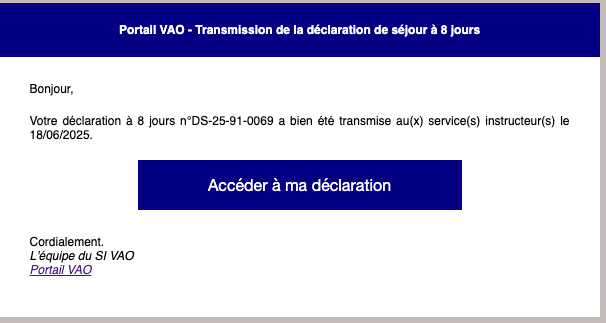 Portail VAO - Transmission de la déclaration de séjour à 8 jours
Bonjour,
Votre déclaration à 8 jours n°DS-25-91-0069 a bien été transmise au(x) service(s) instructeur(s) le
18/06/2025.
Accéder à ma déclaration
Cordialement.
L'équipe du SI VAO
Portail VAO